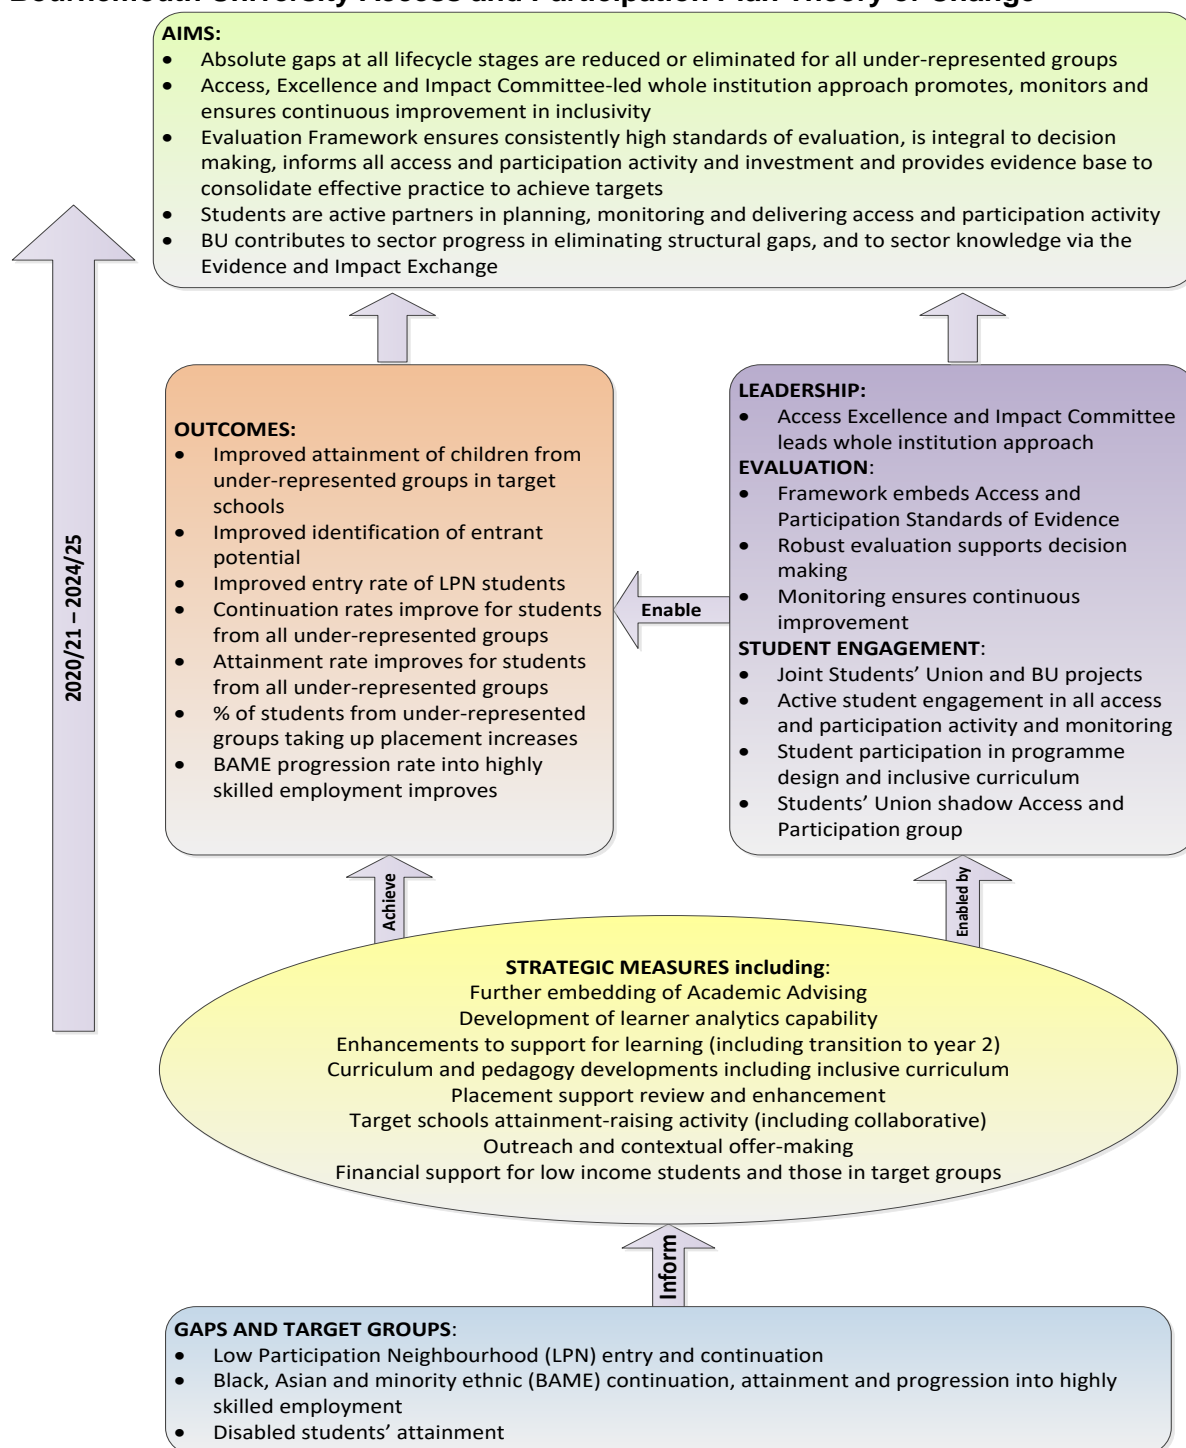 Bournemouth University Access and Participation Plan Theory of Change
AIMS:
• Absolute gaps at all lifecycle stages are reduced or eliminated for all under-represented groups
• Access, Excellence and Impact Committee-led whole institution approach promotes, monitors and
ensures continuous improvement in inclusivity
• Evaluation Framework ensures consistently high standards of evaluation, is integral to decision
making, informs all access and participation activity and investment and provides evidence base to
consolidate effective practice to achieve targets
• Students are active partners in planning, monitoring and delivering access and participation activity
• BU contributes to sector progress in eliminating structural gaps, and to sector knowledge via the
Evidence and Impact Exchange
2020/21 – 2024/25
OUTCOMES:
• Improved attainment of children from
under-represented groups in target
schools
• Improved identification of entrant
potential
• Improved entry rate of LPN students
• Continuation rates improve for students
from all under-represented groups
• Attainment rate improves for students
from all under-represented groups
• % of students from under-represented
groups taking up placement increases
• BAME progression rate into highly
skilled employment improves
Enable
LEADERSHIP:
• Access Excellence and Impact Committee
leads whole institution approach
EVALUATION:
• Framework embeds Access and
Participation Standards of Evidence
• Robust evaluation supports decision
making
• Monitoring ensures continuous
improvement
STUDENT ENGAGEMENT:
• Joint Students’ Union and BU projects
• Active student engagement in all access
and participation activity and monitoring
• Student participation in programme
design and inclusive curriculum
• Students’ Union shadow Access and
Participation group
Achieve
Enabled by
STRATEGIC MEASURES including:
Further embedding of Academic Advising
Development of learner analytics capability
Enhancements to support for learning (including transition to year 2)
Curriculum and pedagogy developments including inclusive curriculum
Placement support review and enhancement
Target schools attainment-raising activity (including collaborative)
Outreach and contextual offer-making
Financial support for low income students and those in target groups
Inform
GAPS AND TARGET GROUPS:
• Low Participation Neighbourhood (LPN) entry and continuation
• Black, Asian and minority ethnic (BAME) continuation, attainment and progression into highly
skilled employment
• Disabled students’ attainment